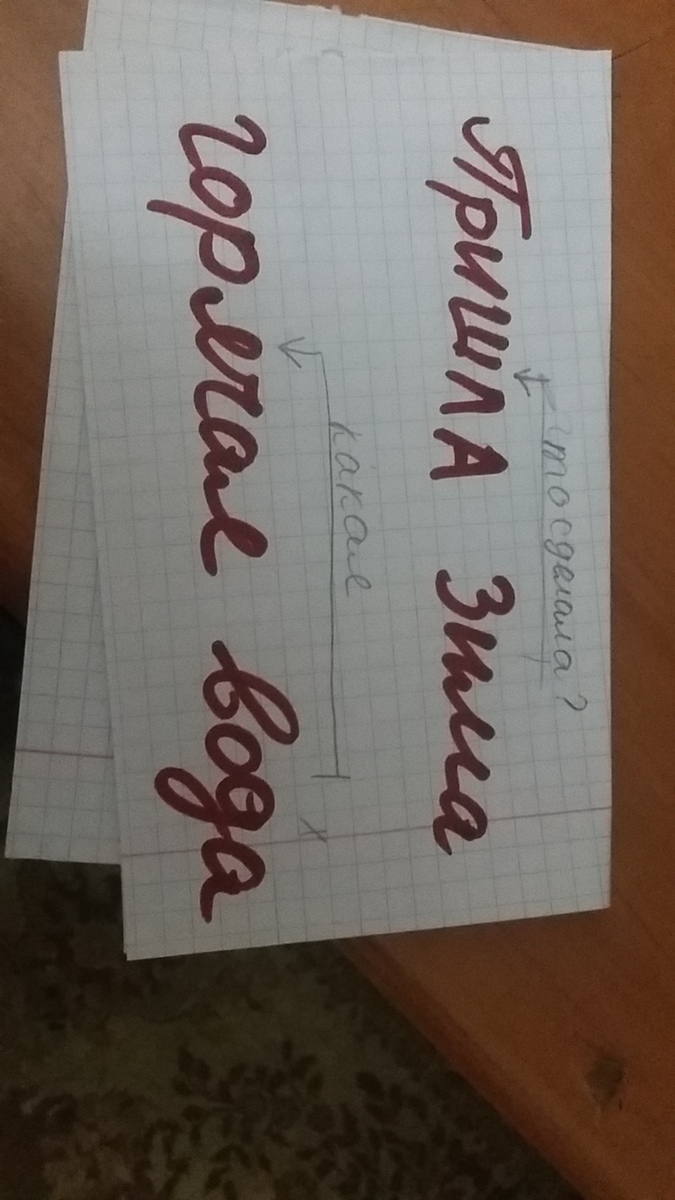 что сделала?
Пришла Зима
какая
х
горячая вода